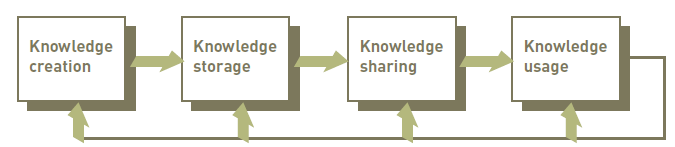 Knowledge
creation
Knowledge
storage
Knowledge
sharing
Knowledge
usage